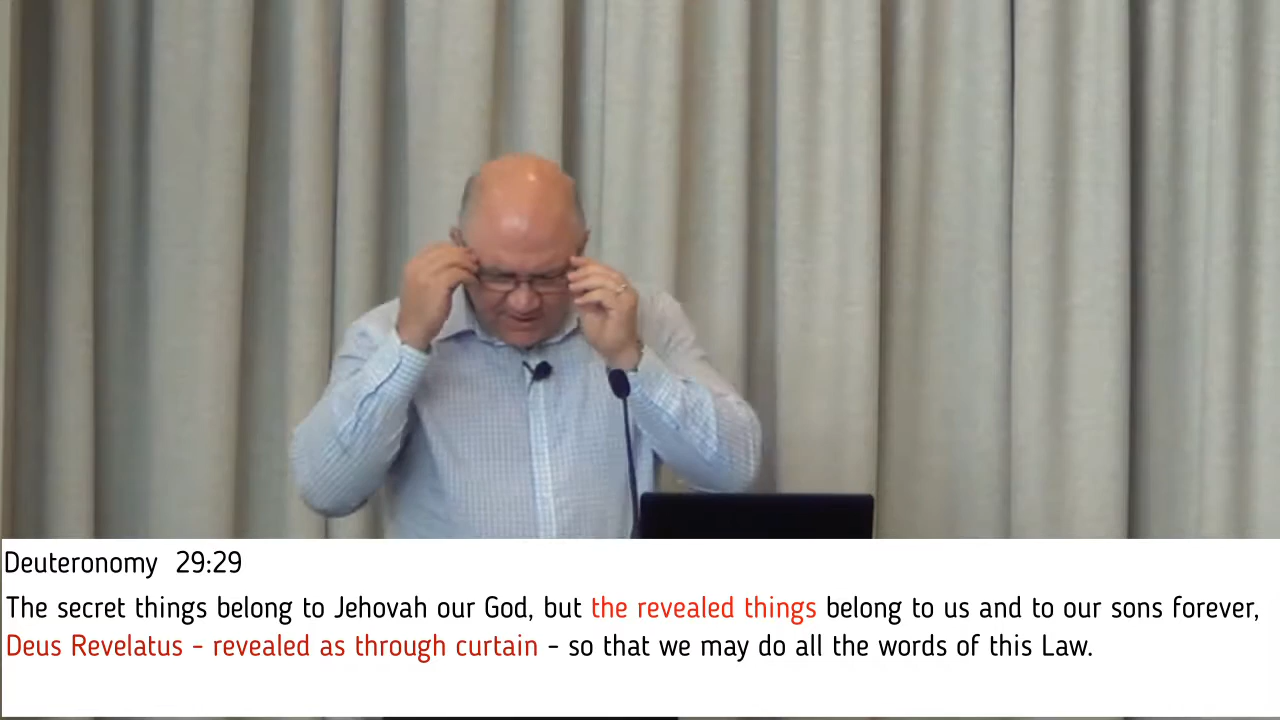 Deuteronomy 29:29
The secret things belong to Jehovah our God, but the revealed things belong to us and to our sons forever,
Deus Revelatus - revealed as through curtain - so that we may do all the words of this Law.